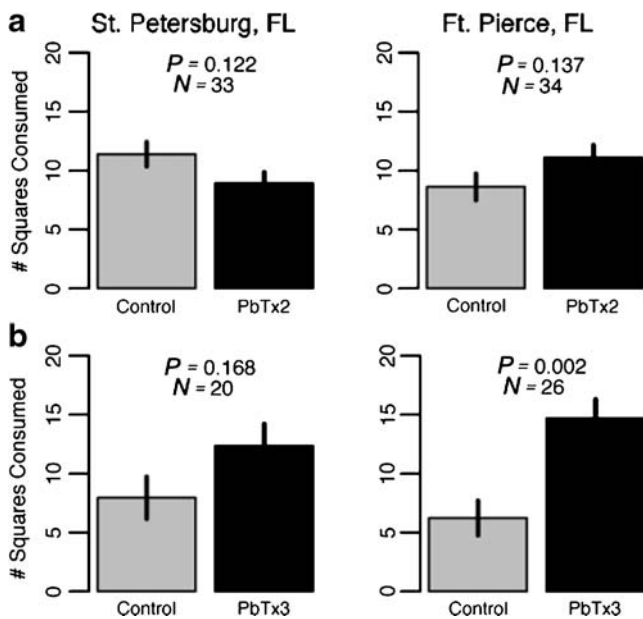 a
St. Petersburg, FL
Ft. Pierce, FL
# Squares Consumed
0 5 10 15 20
P = 0.122
N = 33
Control PbTx2
0 5 10 15 20
P = 0.137
N = 34
Control PbTx2
b
# Squares Consumed
0 5 10 15 20
P = 0.168
N = 20
Control PbTx3
0 5 10 15 20
P = 0.002
N = 26
Control PbTx3